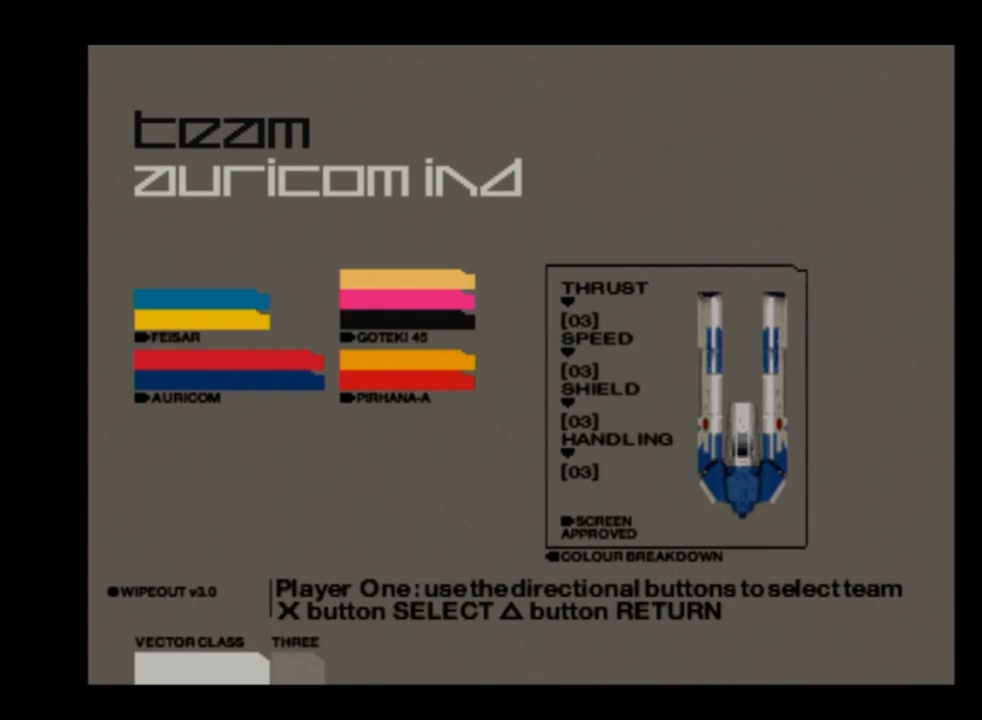 team
auricom ind
FEISAR
GOTEKI 45
AURICOM
PIRHANA-A
THRUST
[03]
SPEED
[03]
SHIELD
[03]
HANDLING
[03]
SCREEN
APPROVED
COLOUR BREAKDOWN
WIPEOUT v3.0
Player One: use the directional buttons to select team
X button SELECT △ button RETURN
VECTOR CLASS THREE